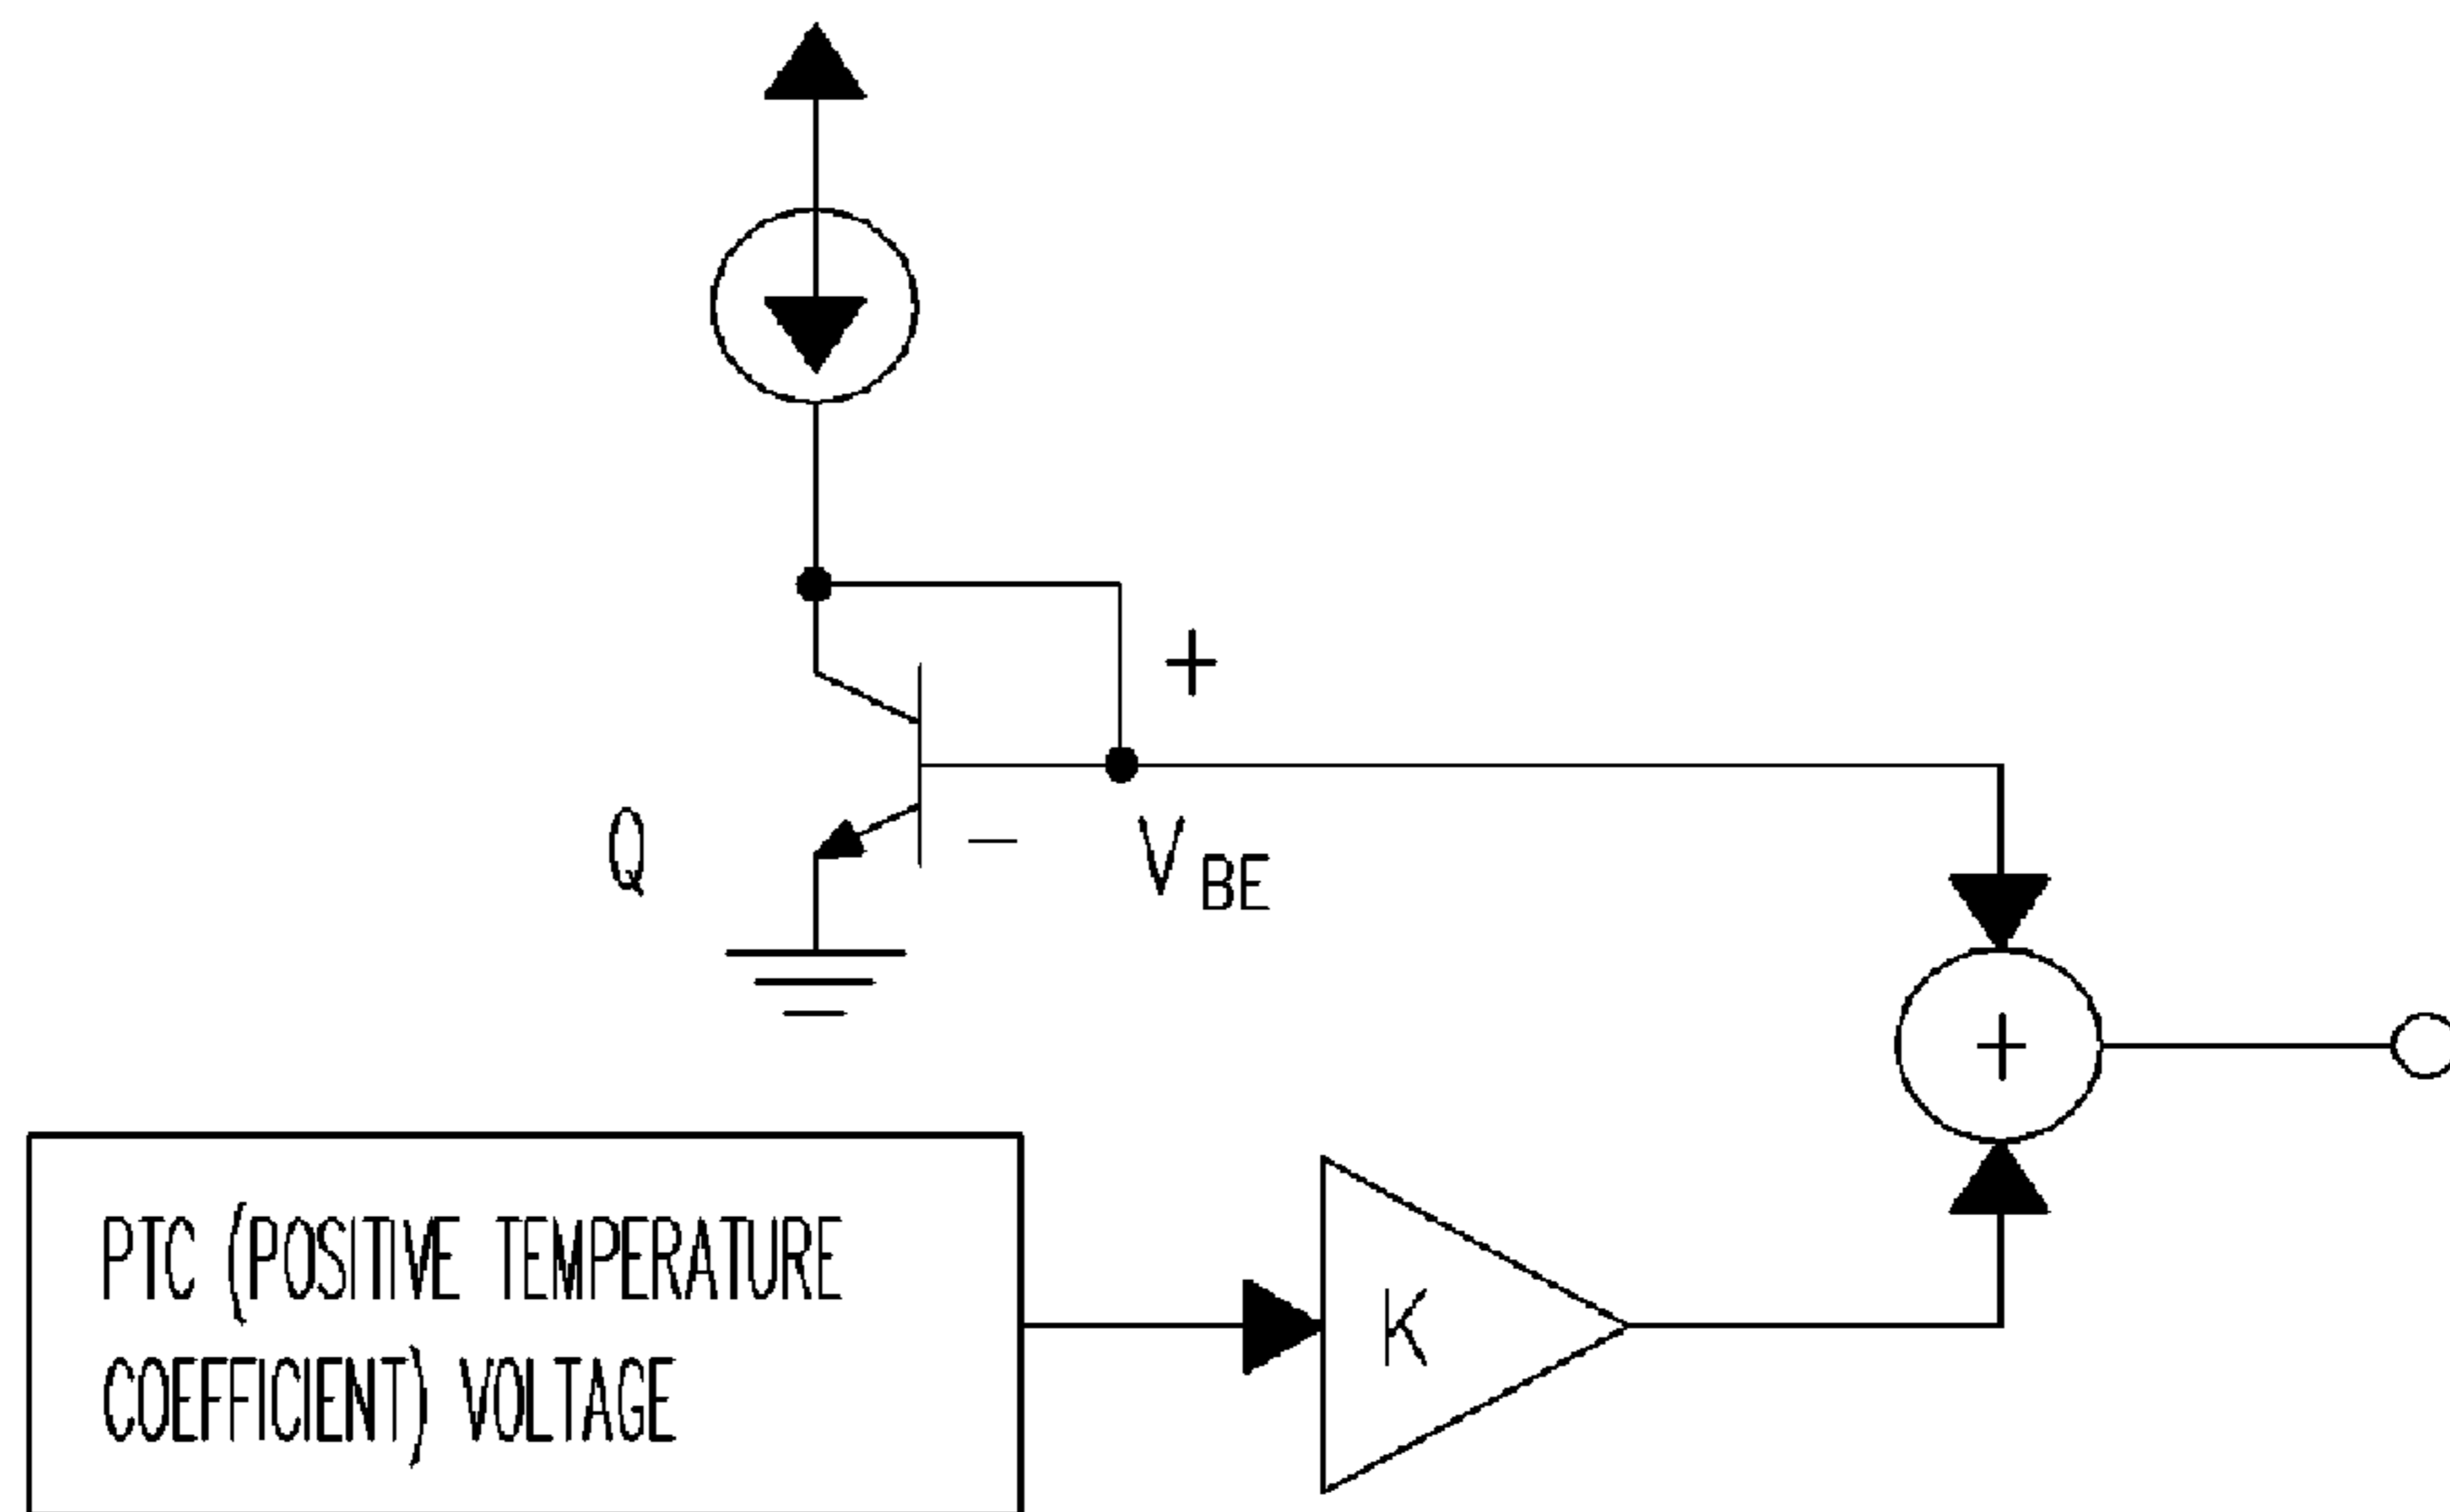 +
Q
−
V BE
+
PTC (POSITIVE TEMPERATURE
COEFFICIENT) VOLTAGE
K